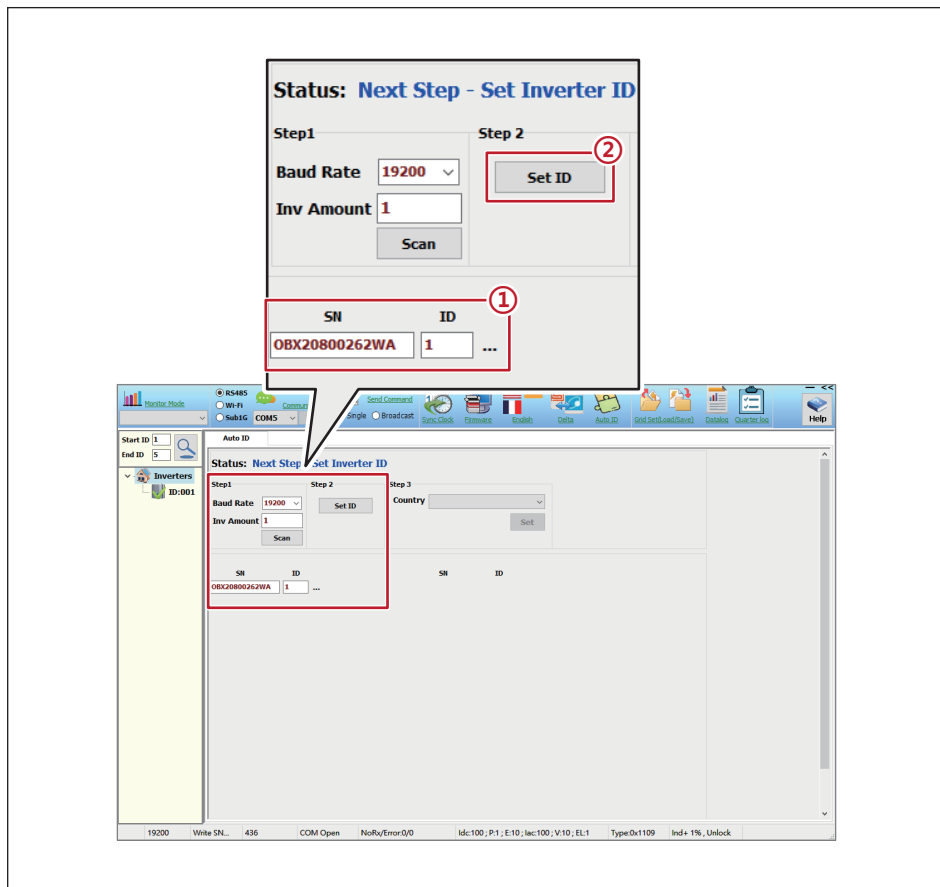 Status: Next Step - Set Inverter ID
Step1
Step 2
②
Baud Rate 19200
Set ID
Inv Amount 1
Scan
①
SN ID
OBX20800262WA 1 ...
Monitor Mode
RS485
Wi-Fi
Sub1G COM5
Send Command
Broadcast
Sync Clock
Firmware
English
Delta
Auto ID
Grid Set(Load/Save)
Datalog
Quarter log
<<
Help
Start ID 1
End ID 5
Inverters
ID:001
Auto ID
Status: Next Step Set Inverter ID
Step1 Step 2 Step 3
Baud Rate 19200 Set ID Country
Inv Amount 1 Set
Scan
SN ID SN ID
OBX20800262WA 1 ...
19200 Write SN... 436 COM Open NoRx/Error:0/0 Idc:100 ; P:1 ; E:10 ; Iac:100 ; V:10 ; EL:1 Type:0x1109 Ind+ 1% , Unlock